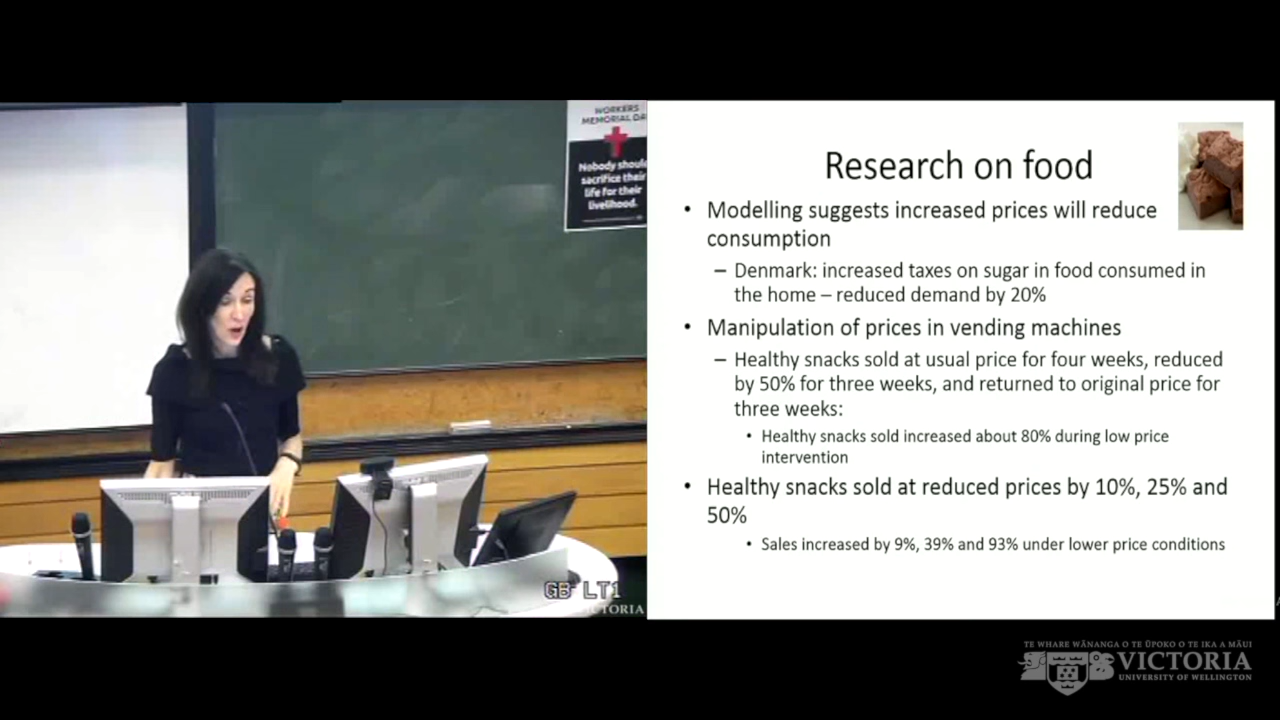 WORKERS
MEMORIAL DA
Nobody should
sacrifice their
life for their
livelihood.
GB LT1
VICTORIA
Research on food
• Modelling suggests increased prices will reduce
consumption
– Denmark: increased taxes on sugar in food consumed in
the home – reduced demand by 20%
• Manipulation of prices in vending machines
– Healthy snacks sold at usual price for four weeks, reduced
by 50% for three weeks, and returned to original price for
three weeks:
• Healthy snacks sold increased about 80% during low price
intervention
• Healthy snacks sold at reduced prices by 10%, 25% and
50%
• Sales increased by 9%, 39% and 93% under lower price conditions
TE WHARE WĀNANGA O TE ŪPOKO O TE IKA A MĀUI
VICTORIA
UNIVERSITY OF WELLINGTON